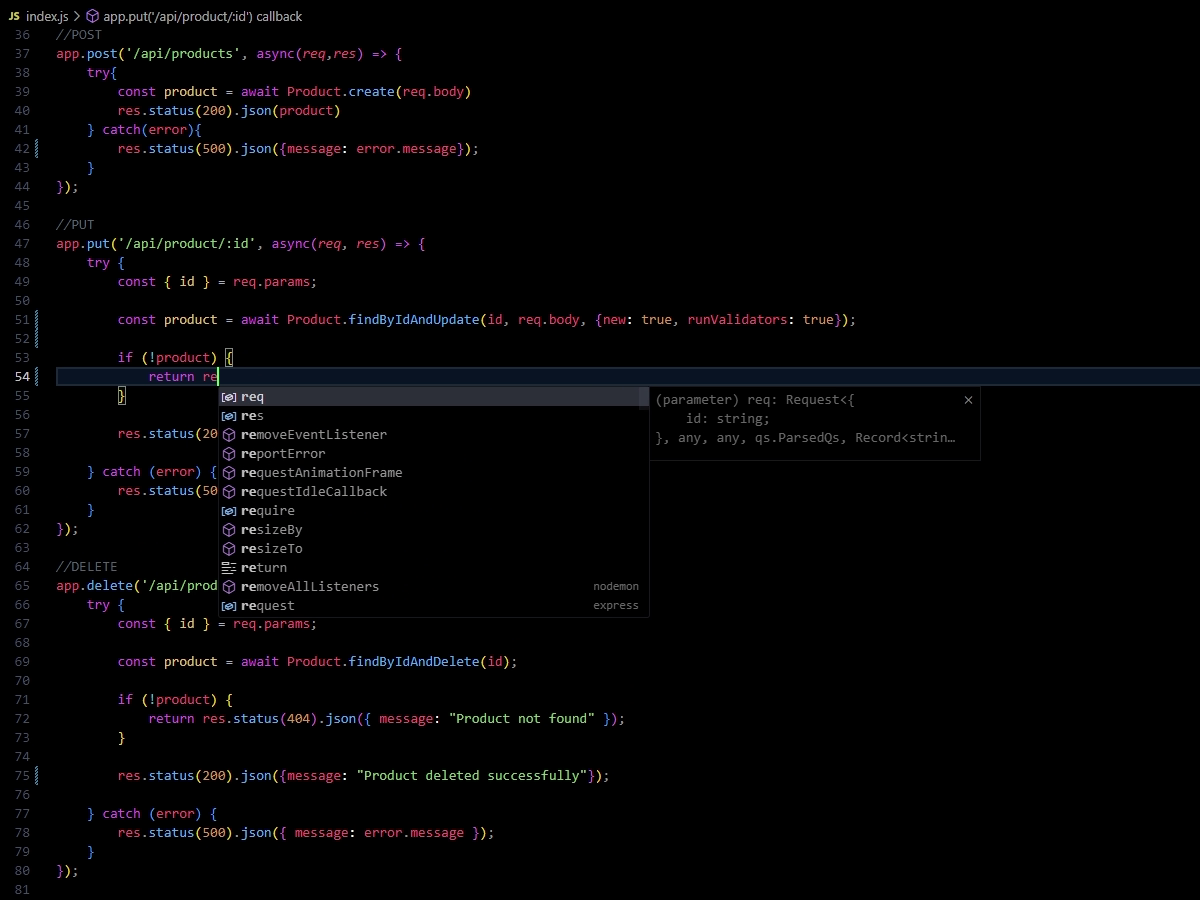 JS index.js > app.put('/api/product/:id') callback
36 //POST
37 app.post('/api/products', async(req,res) => {
38 try{
39 const product = await Product.create(req.body)
40 res.status(200).json(product)
41 } catch(error){
42 res.status(500).json({message: error.message});
43 }
44 });
45
46 //PUT
47 app.put('/api/product/:id', async(req, res) => {
48 try {
49 const { id } = req.params;
50
51 const product = await Product.findByIdAndUpdate(id, req.body, {new: true, runValidators: true});
52
53 if (!product) {
54 return re
55 }
req
(parameter) req: Request<{
56
res
id: string;
57 res.status(20
removeEventListener
}, any, any, qs.ParsedQs, Record<strin…
58
reportError
59 } catch (error) {
requestAnimationFrame
60 res.status(50
requestIdleCallback
61 }
require
62 });
resizeBy
63
resizeTo
64 //DELETE
return
65 app.delete('/api/prod
removeAllListeners nodemon
66 try {
request express
67 const { id } = req.params;
68
69 const product = await Product.findByIdAndDelete(id);
70
71 if (!product) {
72 return res.status(404).json({ message: "Product not found" });
73 }
74
75 res.status(200).json({message: "Product deleted successfully"});
76
77 } catch (error) {
78 res.status(500).json({ message: error.message });
79 }
80 });
81